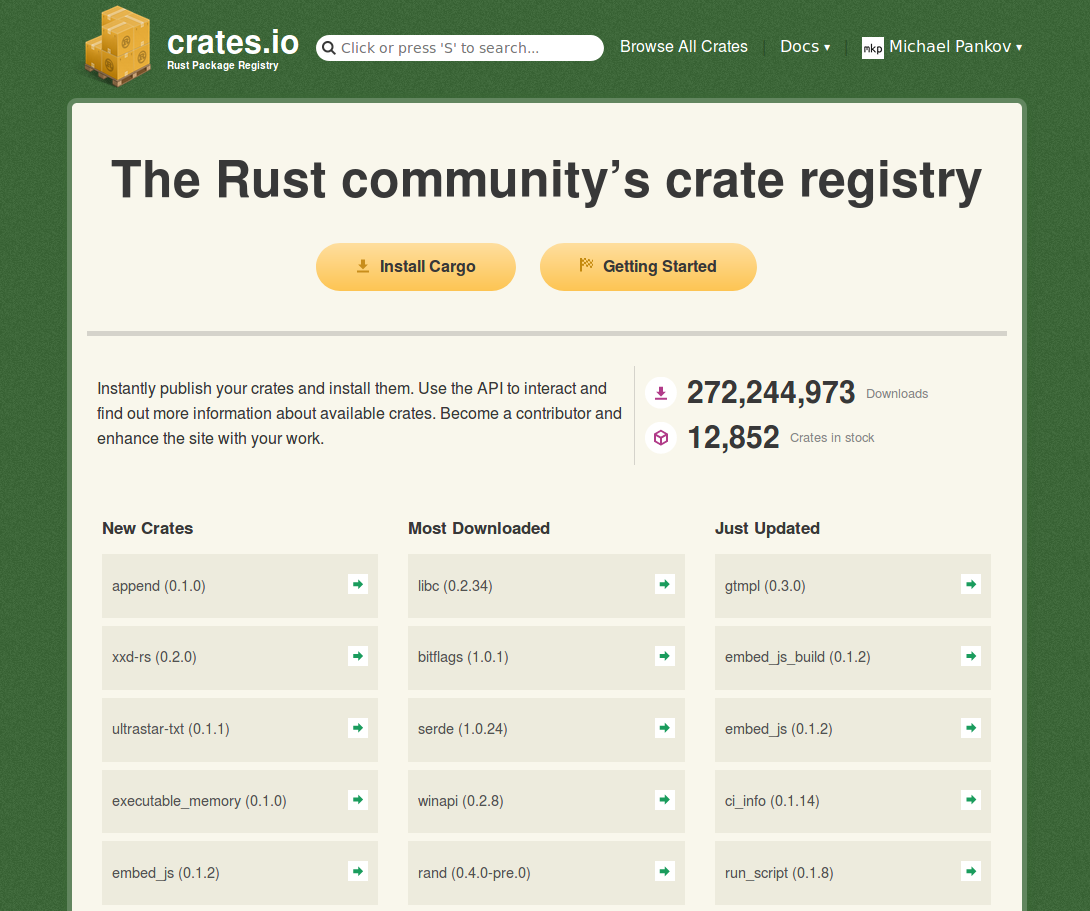 crates.io
Rust Package Registry
Click or press 'S' to search...
Browse All Crates | Docs ▾ | mkp Michael Pankov ▾
The Rust community’s crate registry
Install Cargo
Getting Started
Instantly publish your crates and install them. Use the API to interact and
find out more information about available crates. Become a contributor and
enhance the site with your work.
272,244,973 Downloads
12,852 Crates in stock
New Crates
append (0.1.0)
xxd-rs (0.2.0)
ultrastar-txt (0.1.1)
executable_memory (0.1.0)
embed_js (0.1.2)
Most Downloaded
libc (0.2.34)
bitflags (1.0.1)
serde (1.0.24)
winapi (0.2.8)
rand (0.4.0-pre.0)
Just Updated
gtmpl (0.3.0)
embed_js_build (0.1.2)
embed_js (0.1.2)
ci_info (0.1.14)
run_script (0.1.8)